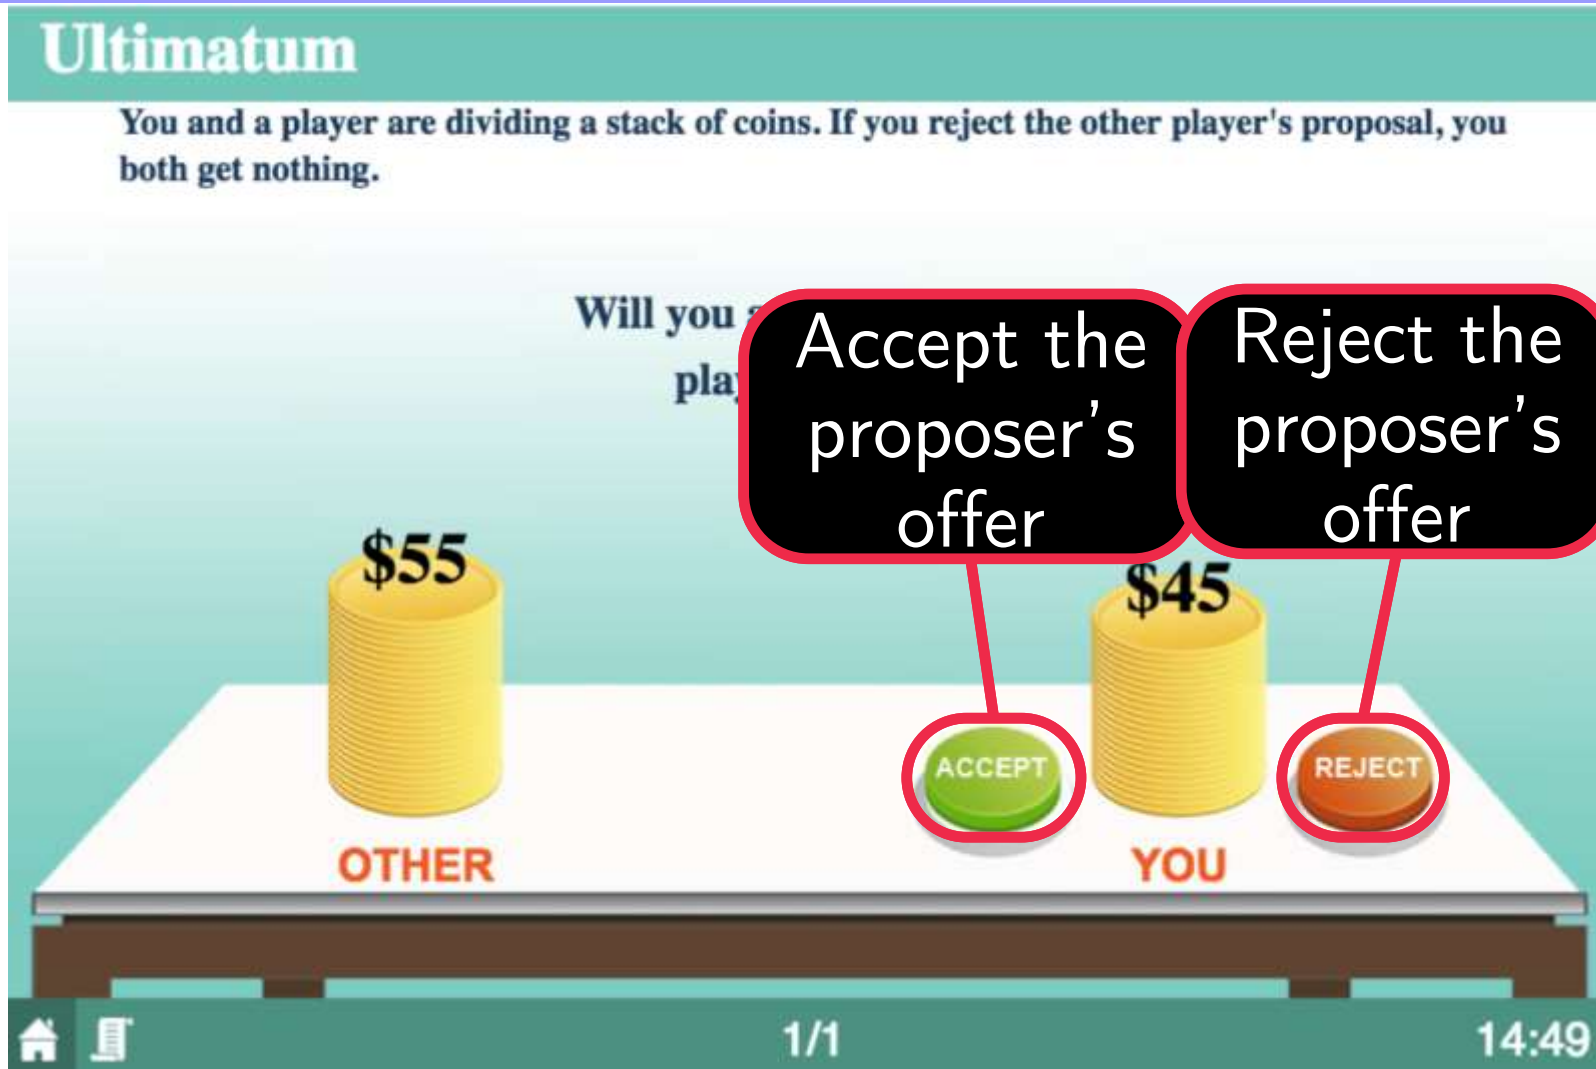 Ultimatum
You and a player are dividing a stack of coins. If you reject the other player's proposal, you
both get nothing.
Will you
Accept the
proposer's
offer
Reject the
proposer's
offer
$55
$45
ACCEPT
REJECT
OTHER
YOU
1/1
14:49